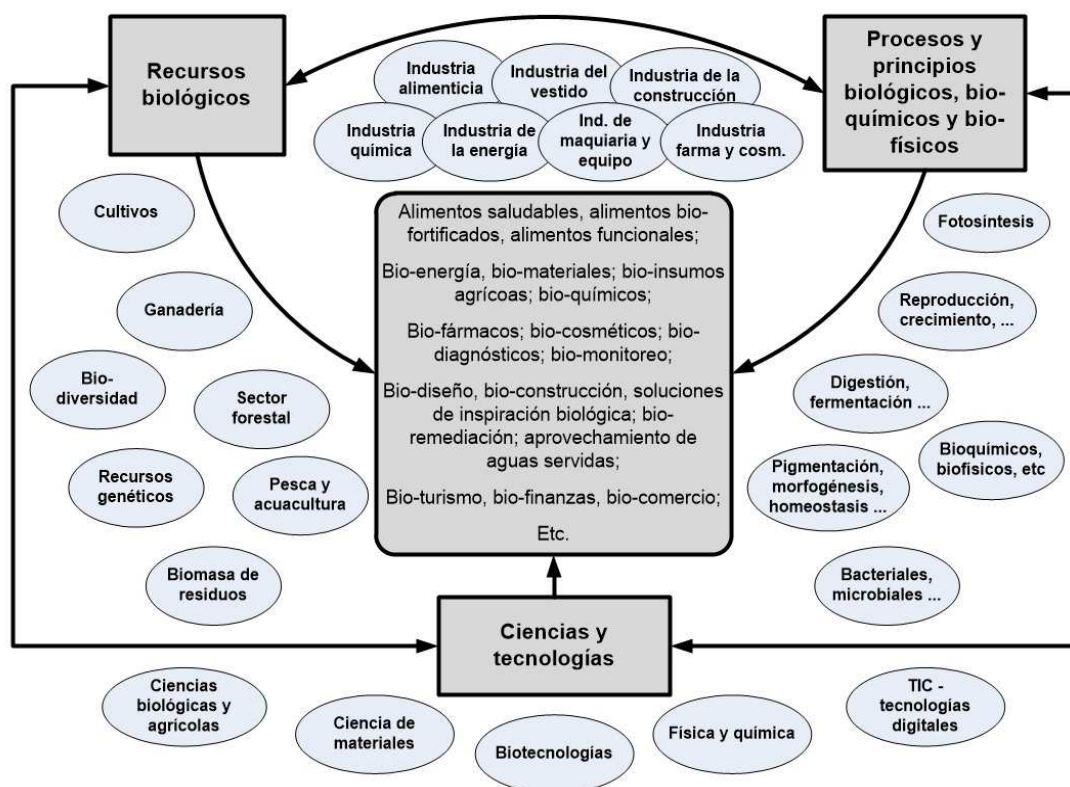 Recursos
biológicos
Industria
alimenticia
Industria del
vestido
Industria de la
construcción
Industria
química
Industria de
la energía
Ind. de
maquiaria y
equipo
Industria
farma y cosm.
Procesos y
principios
biológicos, bio-
químicos y bio-
físicos
Cultivos
Ganadería
Bio-
diversidad
Sector
forestal
Recursos
genéticos
Pesca y
acuacultura
Biomasa de
residuos
Alimentos saludables, alimentos bio-
fortificados, alimentos funcionales;
Bio-energía, bio-materiales; bio-insumos
agrícoas; bio-químicos;
Bio-fármacos; bio-cosméticos; bio-
diagnósticos; bio-monitoreo;
Bio-diseño, bio-construcción, soluciones
de inspiración biológica; bio-
remediación; aprovechamiento de
aguas servidas;
Bio-turismo, bio-finanzas, bio-comercio;
Etc.
Fotosíntesis
Reproducción,
crecimiento, ...
Digestión,
fermentación ...
Bioquímicos,
biofisicos, etc
Pigmentación,
morfogénesis,
homeostasis ...
Bacteriales,
microbiales ...
Ciencias y
tecnologías
Ciencias
biológicas y
agrícolas
Ciencia de
materiales
Biotecnologías
Física y química
TIC -
tecnologías
digitales